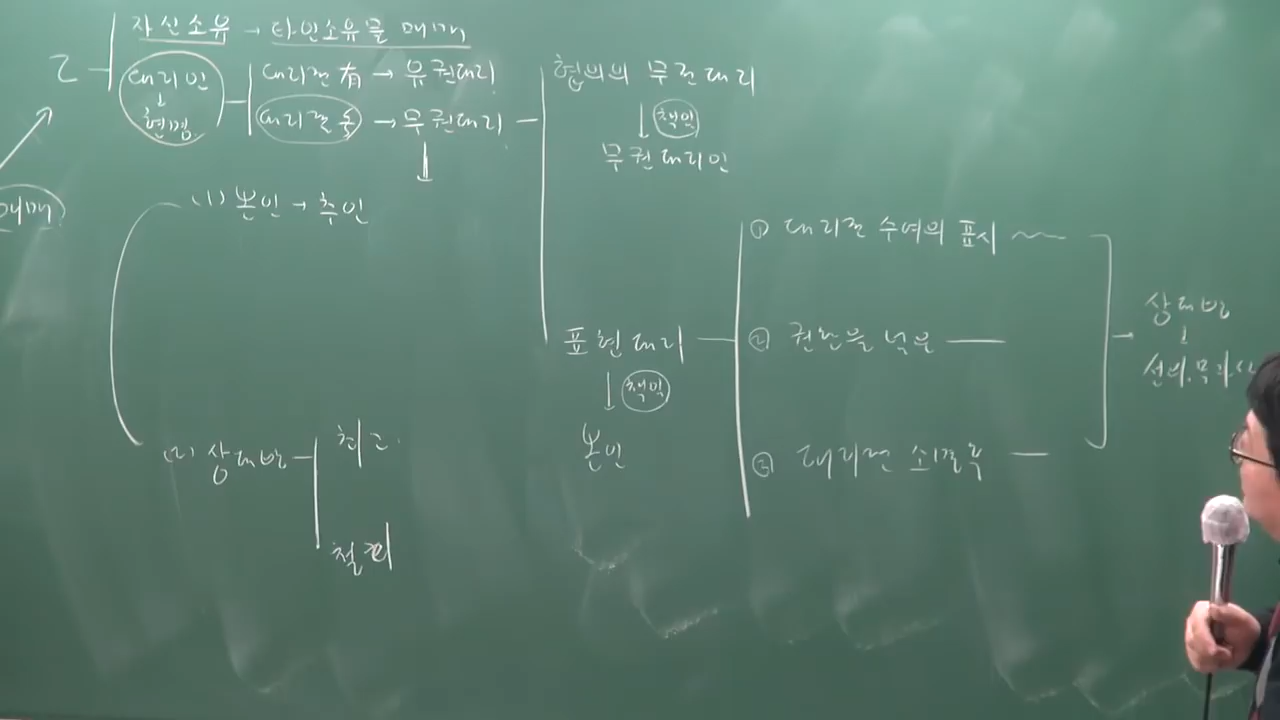 자신소유 → 타인소유물 매매
乙
대리인
현명
대리권 有 → 유권대리
대리권 無 → 무권대리
협의의 무권대리
책임
무권대리인
매매
(1) 본인 → 추인
① 대리권 수여의 표시
② 권한을 넘은
③ 대리권 소멸후
상대방
선의·무과실
표현대리
책임
본인
(2) 상대방
최고
철회